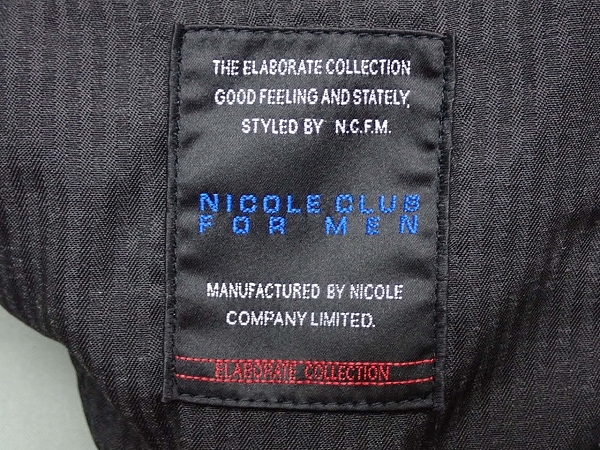 THE ELABORATE COLLECTION
GOOD FEELING AND STATELY,
STYLED BY N.C.F.M.
NICOLE CLUB
FOR MEN
MANUFACTURED BY NICOLE
COMPANY LIMITED.
ELABORATE COLLECTION